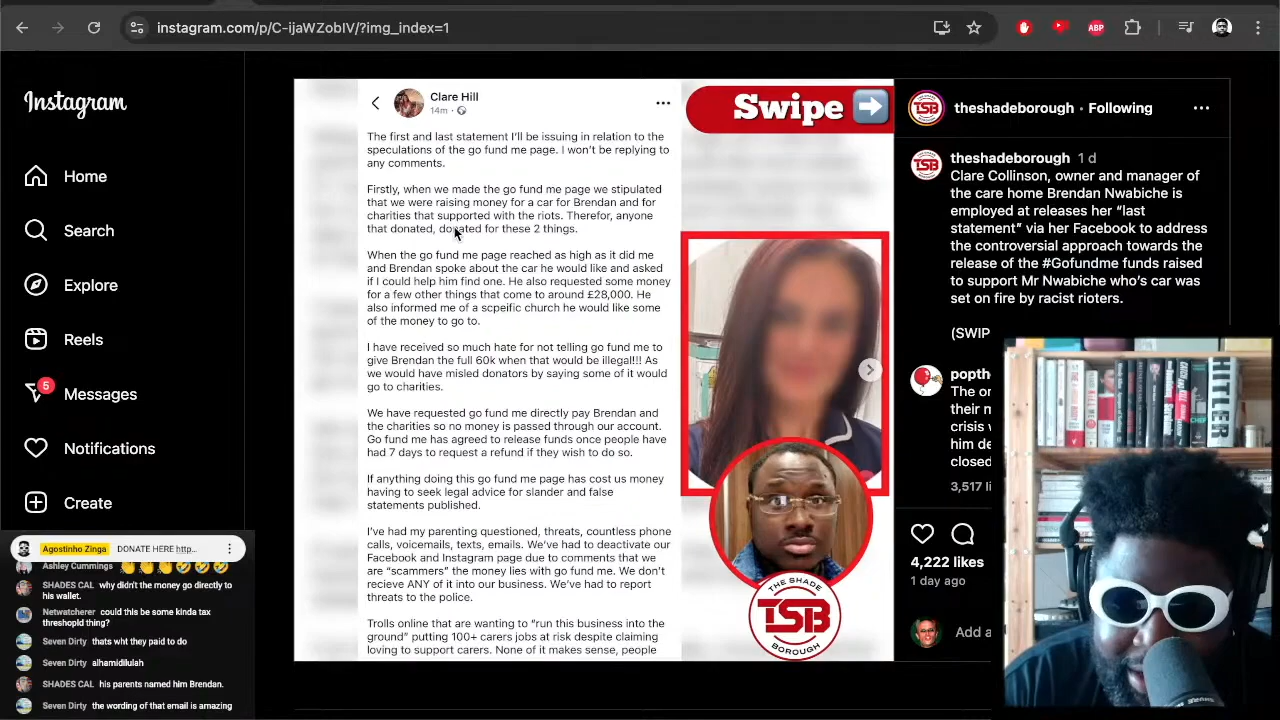 instagram.com/p/C-ijaWZobIV/?img_index=1
ABP
Instagram
Home
Search
Explore
Reels
5
Messages
Notifications
Create
Clare Hill
14m ·
The first and last statement I'll be issuing in relation to the
speculations of the go fund me page. I won't be replying to
any comments.
Firstly, when we made the go fund me page we stipulated
that we were raising money for a car for Brendan and for
charities that supported with the riots. Therefor, anyone
that donated, donated for these 2 things.
When the go fund me page reached as high as it did me
and Brendan spoke about the car he would like and asked
if I could help him find one. He also requested some money
for a few other things that come to around £28,000. He
also informed me of a scpeific church he would like some
of the money to go to.
I have received so much hate for not telling go fund me to
give Brendan the full 60k when that would be illegal!!! As
we would have misled donators by saying some of it would
go to charities.
We have requested go fund me directly pay Brendan and
the charities so no money is passed through our account.
Go fund me has agreed to release funds once people have
had 7 days to request a refund if they wish to do so.
If anything doing this go fund me page has cost us money
having to seek legal advice for slander and false
statements published.
I've had my parenting questioned, threats, countless phone
calls, voicemails, texts, emails. We've had to deactivate our
Facebook and Instagram page due to comments that we
are "scammers" the money lies with go fund me. We don't
recieve ANY of it into our business. We've had to report
threats to the police.
Trolls online that are wanting to "run this business into the
ground" putting 100+ carers jobs at risk despite claiming
loving to support carers. None of it makes sense, people
Swipe
THE SHADE
TSB
BOROUGH
TSB
theshadeborough • Following
TSB
theshadeborough 1 d
Clare Collinson, owner and manager of
the care home Brendan Nwabiche is
employed at releases her "last
statement" via her Facebook to address
the controversial approach towards the
release of the #Gofundme funds raised
to support Mr Nwabiche who's car was
set on fire by racist rioters.
(SWIP
popth
The or
their m
crisis w
him de
closed
3,517 li
4,222 likes
1 day ago
Add a
HITLER
Agostinho Zinga DONATE HERE http...
Ashley Cummings
SHADES CAL why didn't the money go directly to
his wallet.
Netwatcherer could this be some kinda tax
threshopld thing?
Seven Dirty thats wht they paid to do
Seven Dirty alhamdilulah
SHADES CAL his parents named him Brendan.
Seven Dirty the wording of that email is amazing